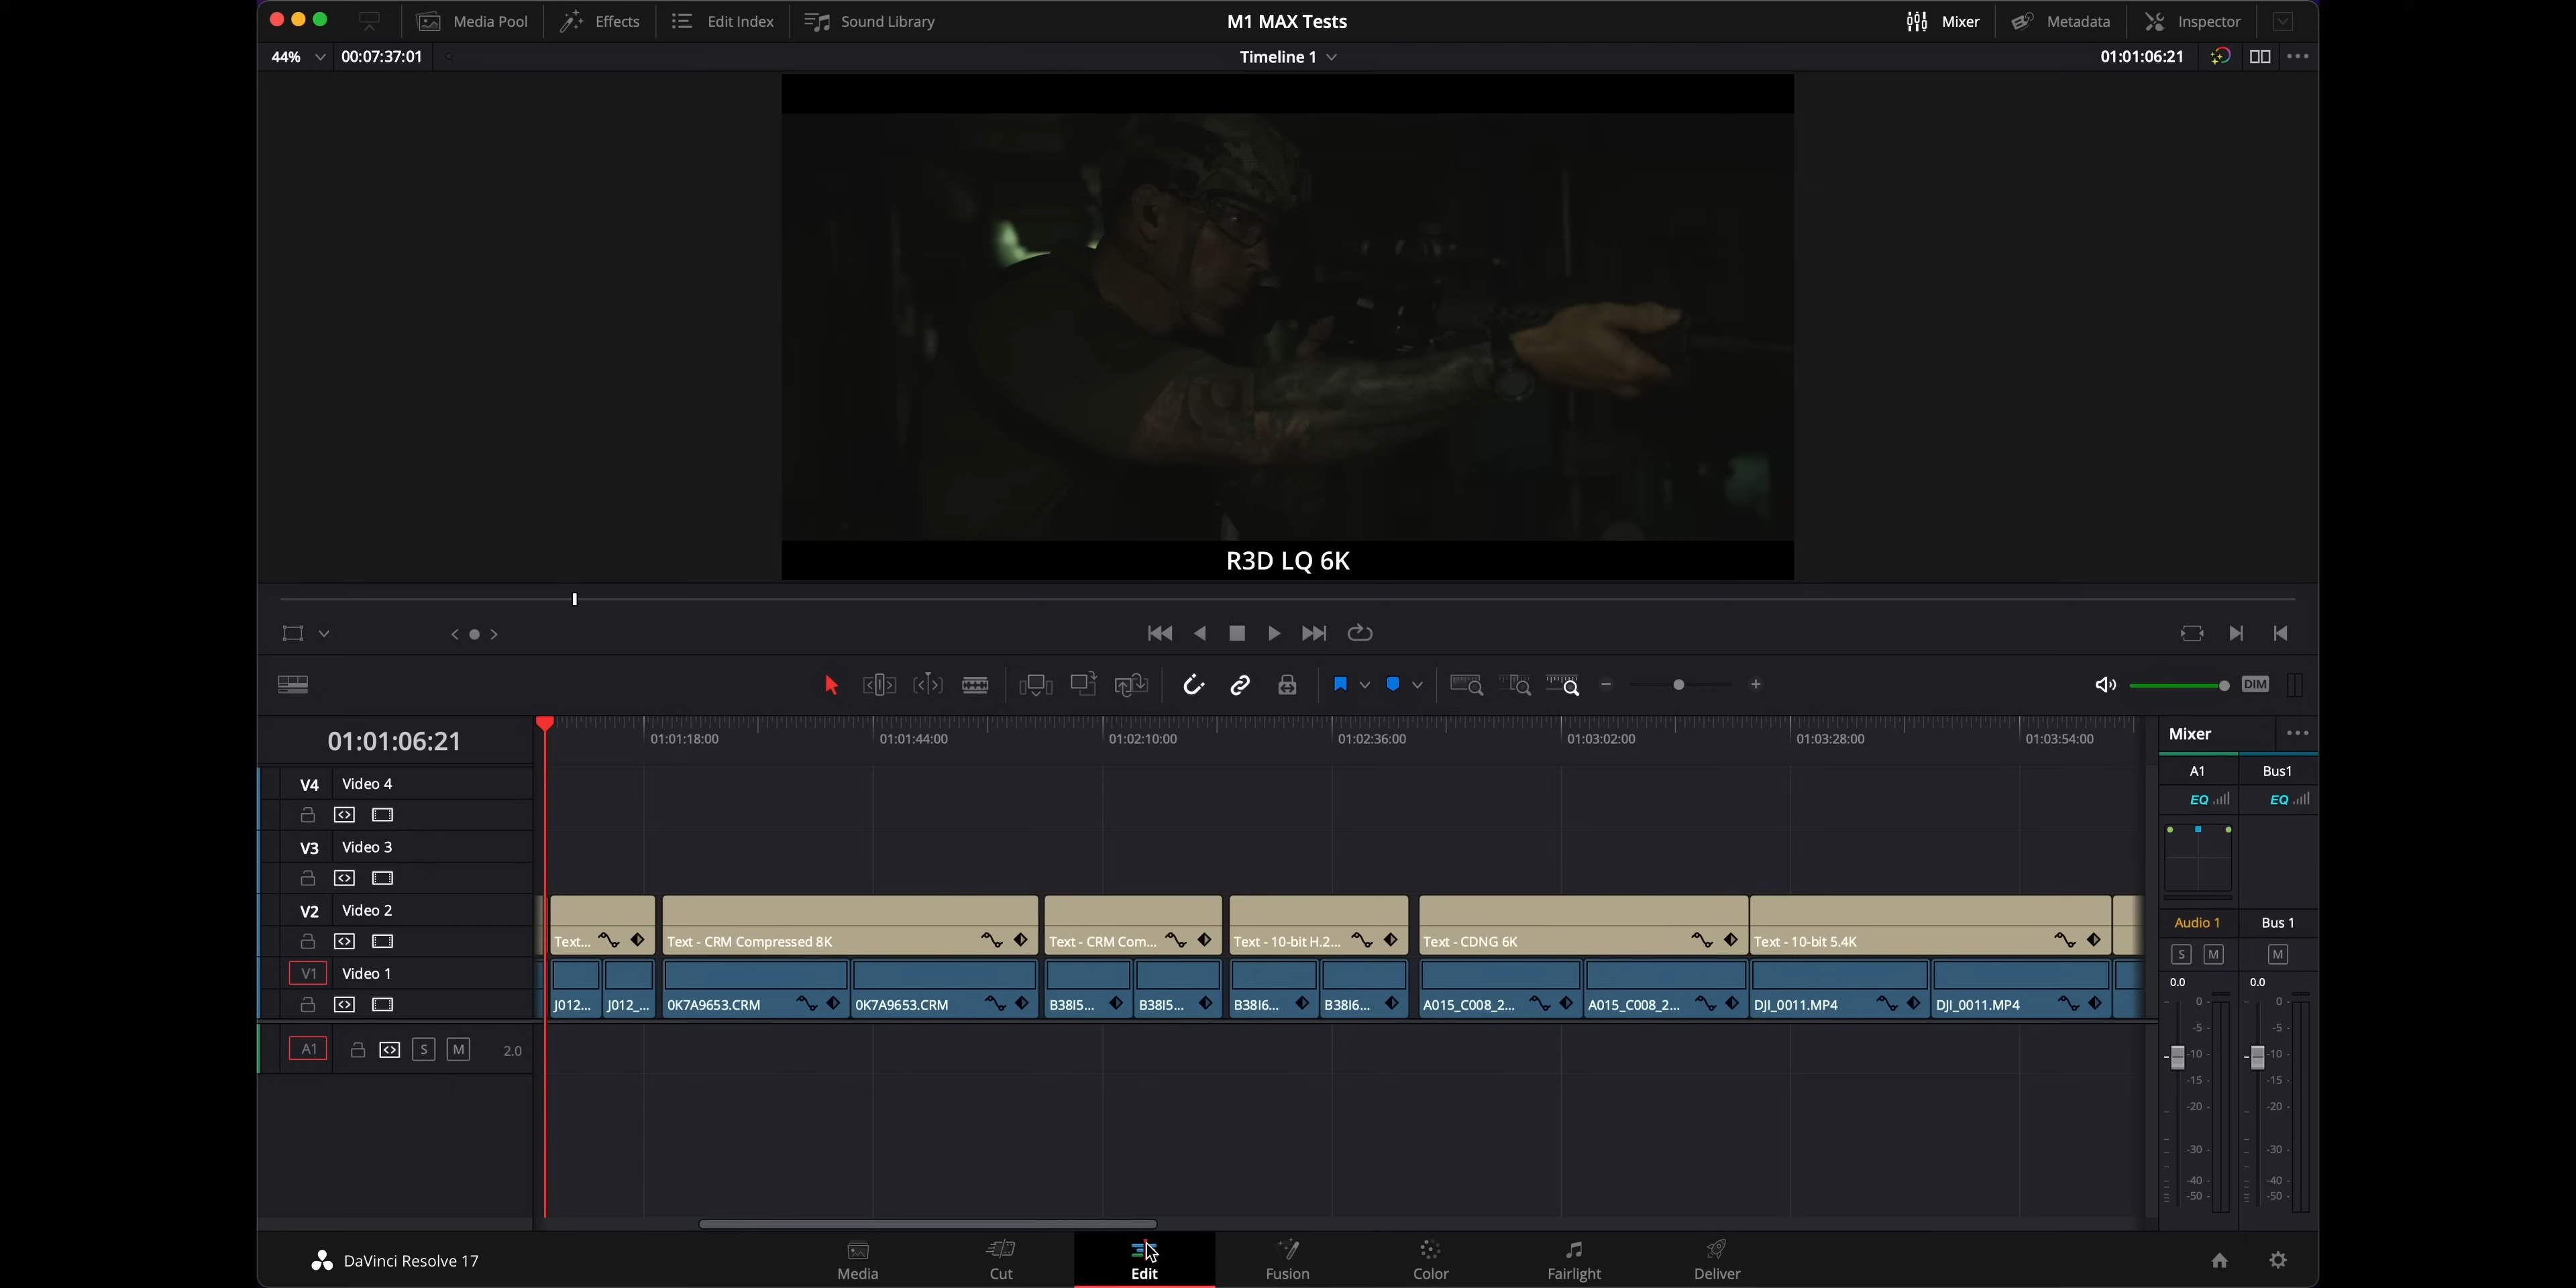 Media Pool Effects Edit Index Sound Library M1 MAX Tests Mixer Metadata Inspector
44% 00:07:37:01 Timeline 1 01:01:06:21
R3D LQ 6K
DIM
01:01:06:21 01:01:18:00 01:01:44:00 01:02:10:00 01:02:36:00 01:03:02:00 01:03:28:00 01:03:54:00 Mixer
A1 Bus1
V4 Video 4
EQ EQ
V3 Video 3
V2 Video 2
Audio 1 Bus 1
Text... Text - CRM Compressed 8K Text - CRM Com... Text - 10-bit H.2... Text - CDNG 6K Text - 10-bit 5.4K
S M M
V1 Video 1
0.0 0.0
J012... J012_... 0K7A9653.CRM 0K7A9653.CRM B38I5... B38I5... B38I6... B38I6... A015_C008_2... A015_C008_2... DJI_0011.MP4 DJI_0011.MP4
A1 S M 2.0
0 0
-5 -5
-10 -10
-15 -15
-20 -20
-30 -30
-40 -40
-50 -50
DaVinci Resolve 17 Media Cut Edit Fusion Color Fairlight Deliver